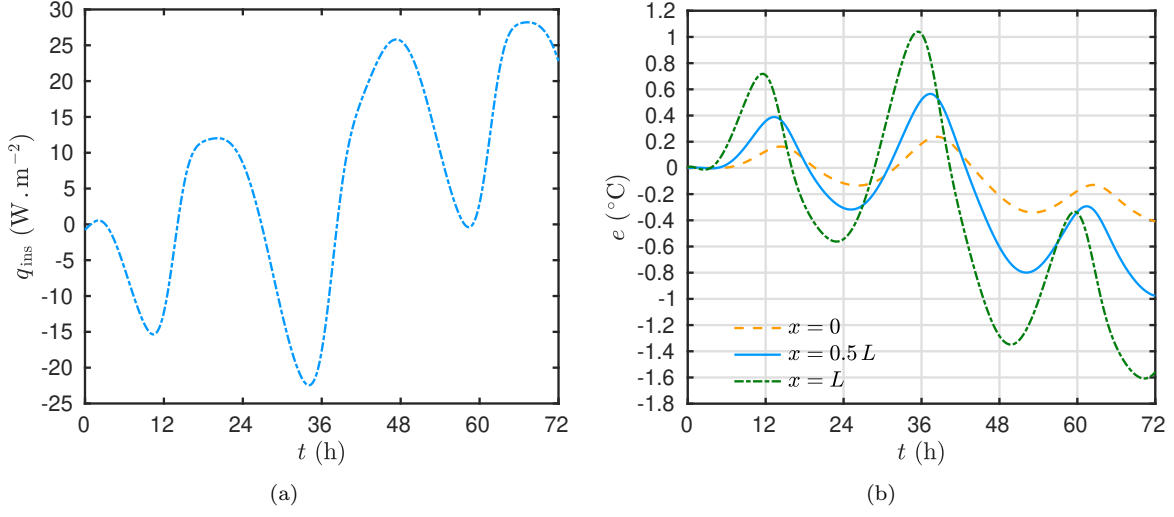 30
25
20
15
10
5
0
-5
-10
-15
-20
-25
q_ins (W . m^−2)
0 12 24 36 48 60 72
t (h)
(a)
1.2
1
0.8
0.6
0.4
0.2
0
-0.2
-0.4
-0.6
-0.8
-1
-1.2
-1.4
-1.6
-1.8
e (°C)
x = 0
x = 0.5 L
x = L
0 12 24 36 48 60 72
t (h)
(b)